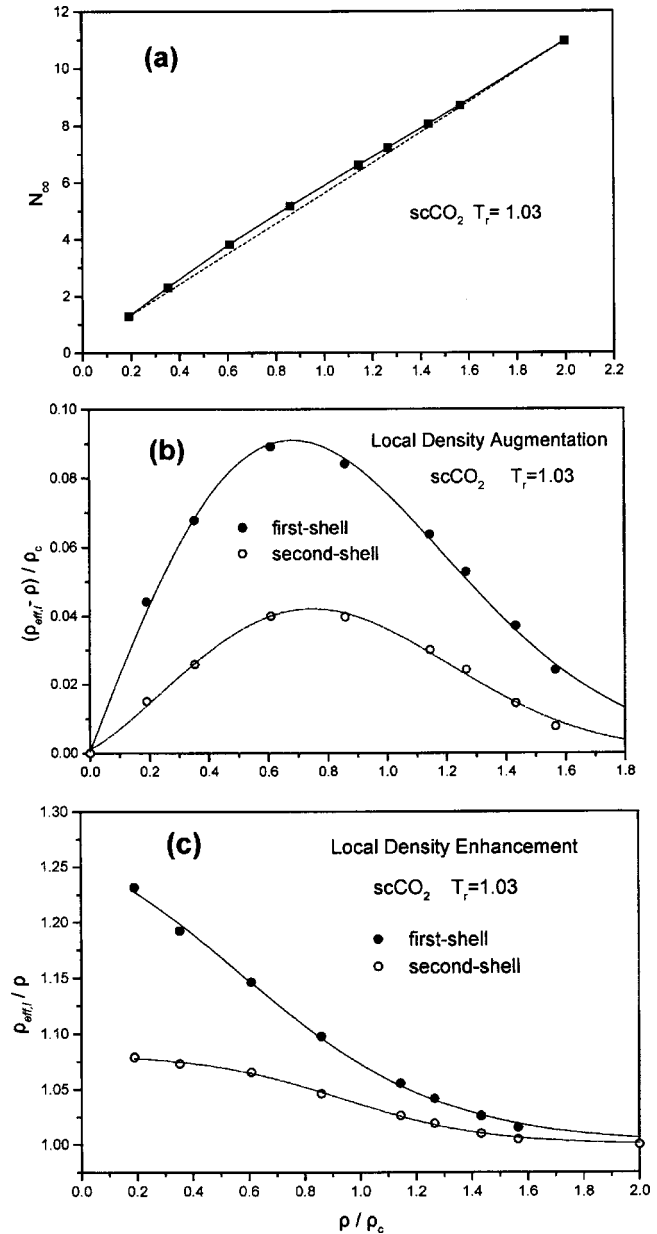 12
(a)
10
8
N_co
6
scCO₂ Tᵣ= 1.03
4
2
0
0.0 0.2 0.4 0.6 0.8 1.0 1.2 1.4 1.6 1.8 2.0 2.2
0.10
(b) Local Density Augmentation
scCO₂ Tᵣ=1.03
0.08
first-shell
second-shell
0.06
(ρ_eff,l- ρ) / ρ_c
0.04
0.02
0.00
0.0 0.2 0.4 0.6 0.8 1.0 1.2 1.4 1.6 1.8
1.30
(c) Local Density Enhancement
1.25
scCO₂ Tᵣ=1.03
first-shell
1.20
second-shell
ρ_eff,l / ρ
1.15
1.10
1.05
1.00
0.0 0.2 0.4 0.6 0.8 1.0 1.2 1.4 1.6 1.8 2.0
ρ / ρ_c